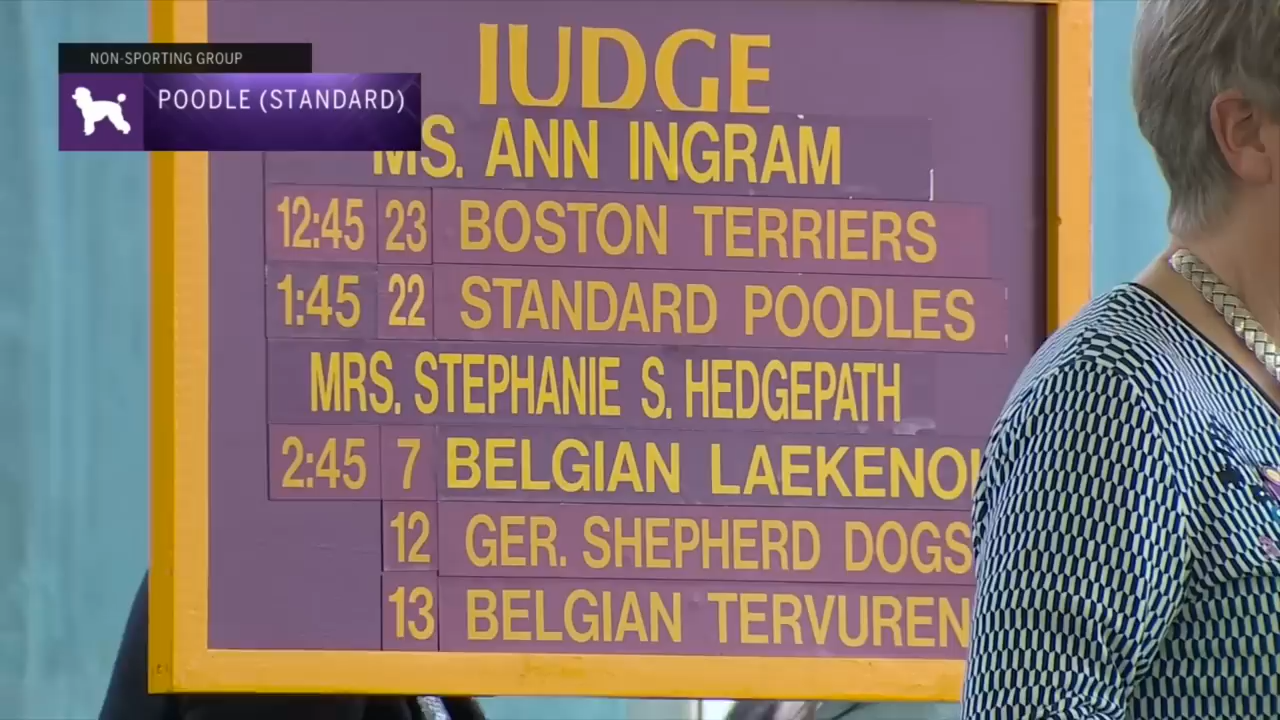 NON-SPORTING GROUP
POODLE (STANDARD)
JUDGE
MS. ANN INGRAM
12:45 23 BOSTON TERRIERS
1:45 22 STANDARD POODLES
MRS. STEPHANIE S. HEDGEPATH
2:45 7 BELGIAN LAEKENOI
12 GER. SHEPHERD DOGS
13 BELGIAN TERVUREN